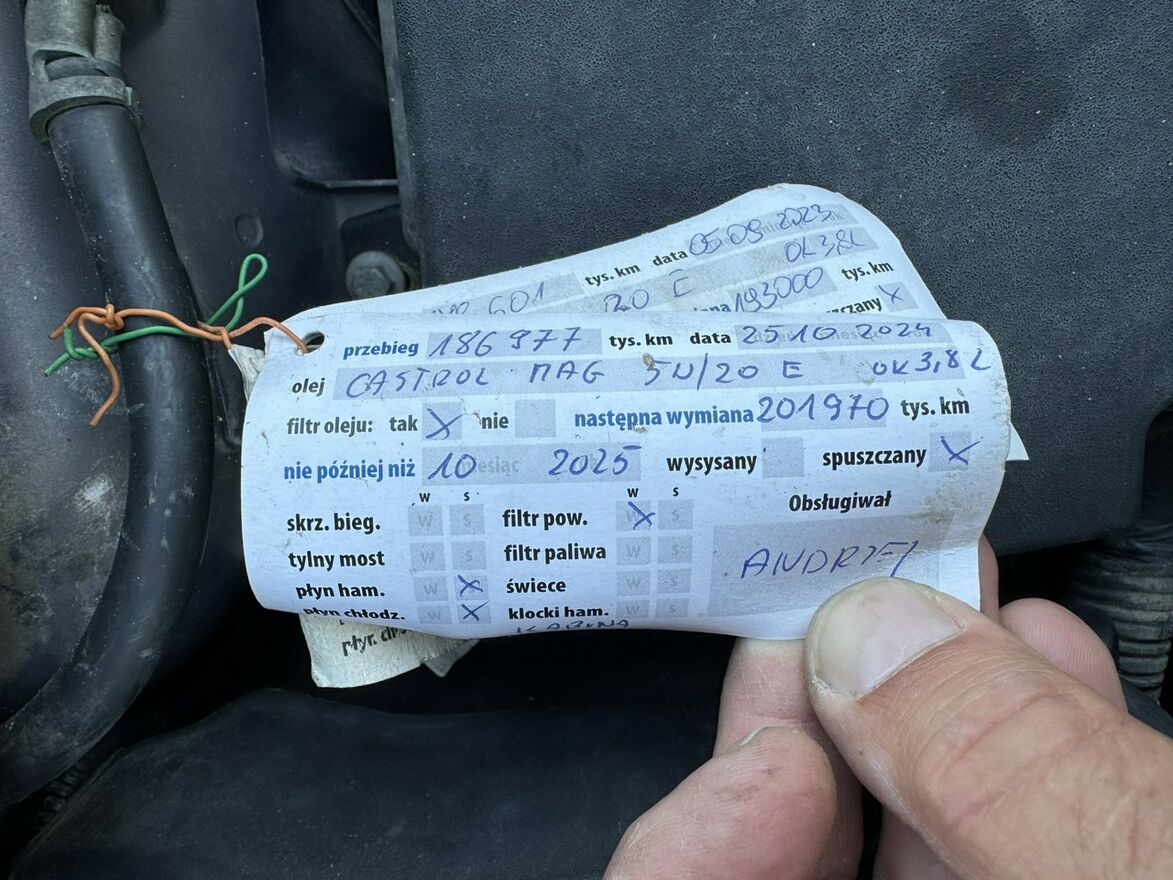 tys. km data 05 09 2023
601 20 E OK 3,8L
193000 tys. km
X
przebieg 186977 tys. km data 25 10 2024
olej CASTROL MAG 5W/20 E OK 3,8 L
filtr oleju: tak X nie następna wymiana 201970 tys. km
nie później niż 10 2025 wysysany spuszczany X
W S W S
skrz. bieg. W S filtr pow. X S Obsługiwał
tylny most W S filtr paliwa W S ANDRZEJ
płyn ham. W X świece W S
płyn chłodz. W X klocki ham. W S
KABINA